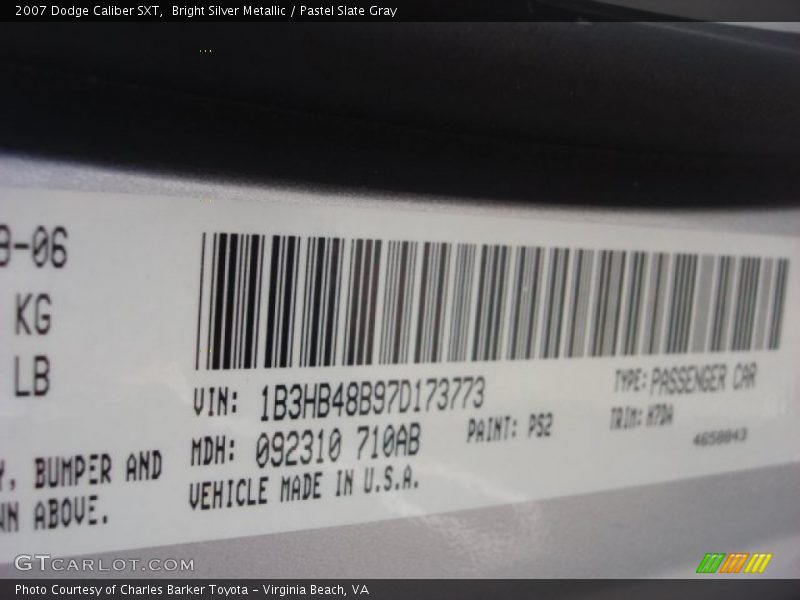 2007 Dodge Caliber SXT,  Bright Silver Metallic / Pastel Slate Gray
-06
KG
LB
VIN: 1B3HB48B97D173773
TYPE: PASSENGER CAR
MDH: 092310 710AB
PAINT: PS2
TRIM: H7DA
4658843
, BUMPER AND
VEHICLE MADE IN U.S.A.
ABOVE.
GTCARLOT.COM
Photo Courtesy of Charles Barker Toyota - Virginia Beach, VA